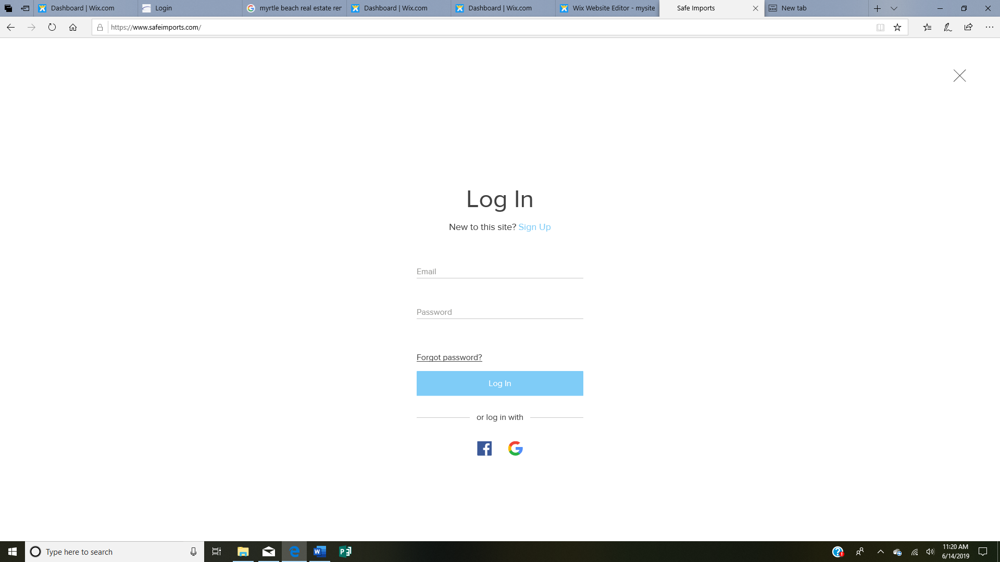 Dashboard | Wix.com
Login
myrtle beach real estate rer
Dashboard | Wix.com
Dashboard | Wix.com
Wix Website Editor - mysite
Safe Imports
New tab
https://www.safeimports.com/
Log In
New to this site? Sign Up
Email
Password
Forgot password?
Log In
or log in with
Type here to search
11:20 AM
6/14/2019